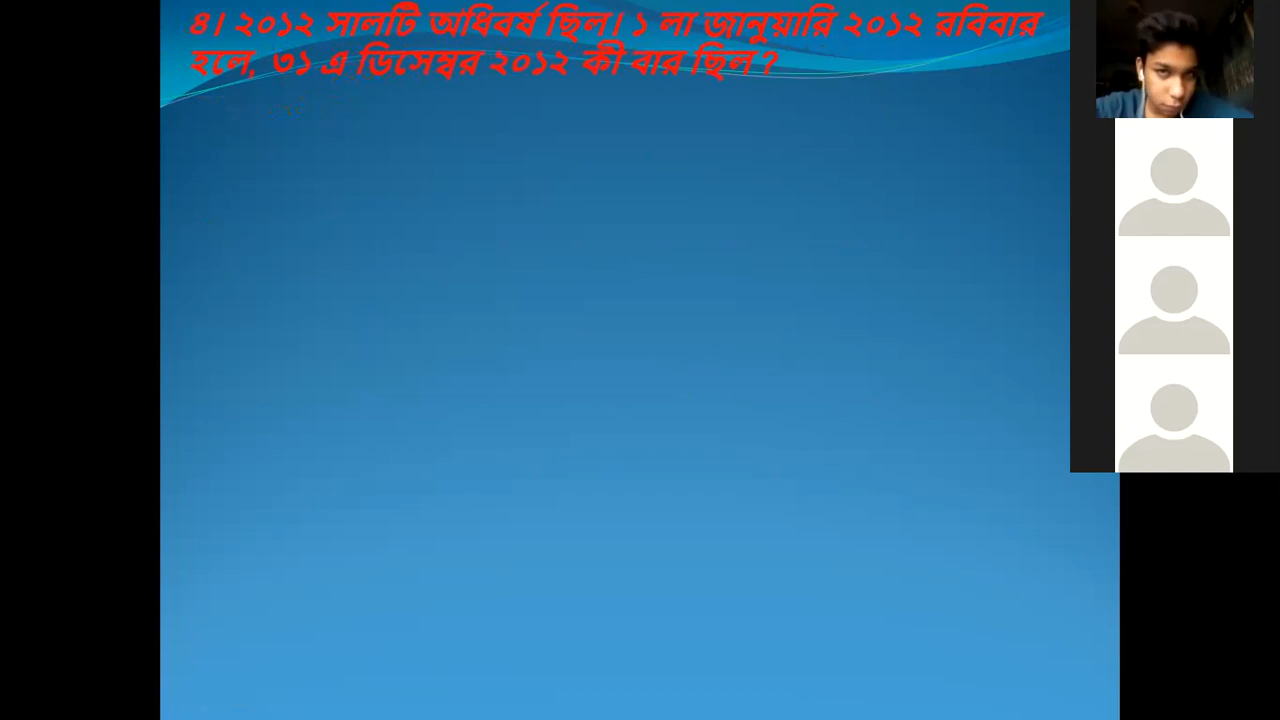 ৪। ২০১২ সালটি অধিবর্ষ ছিল। ১ লা জানুয়ারি ২০১২ রবিবার
হলে, ৩১ এ ডিসেম্বর ২০১২ কী বার ছিল ?